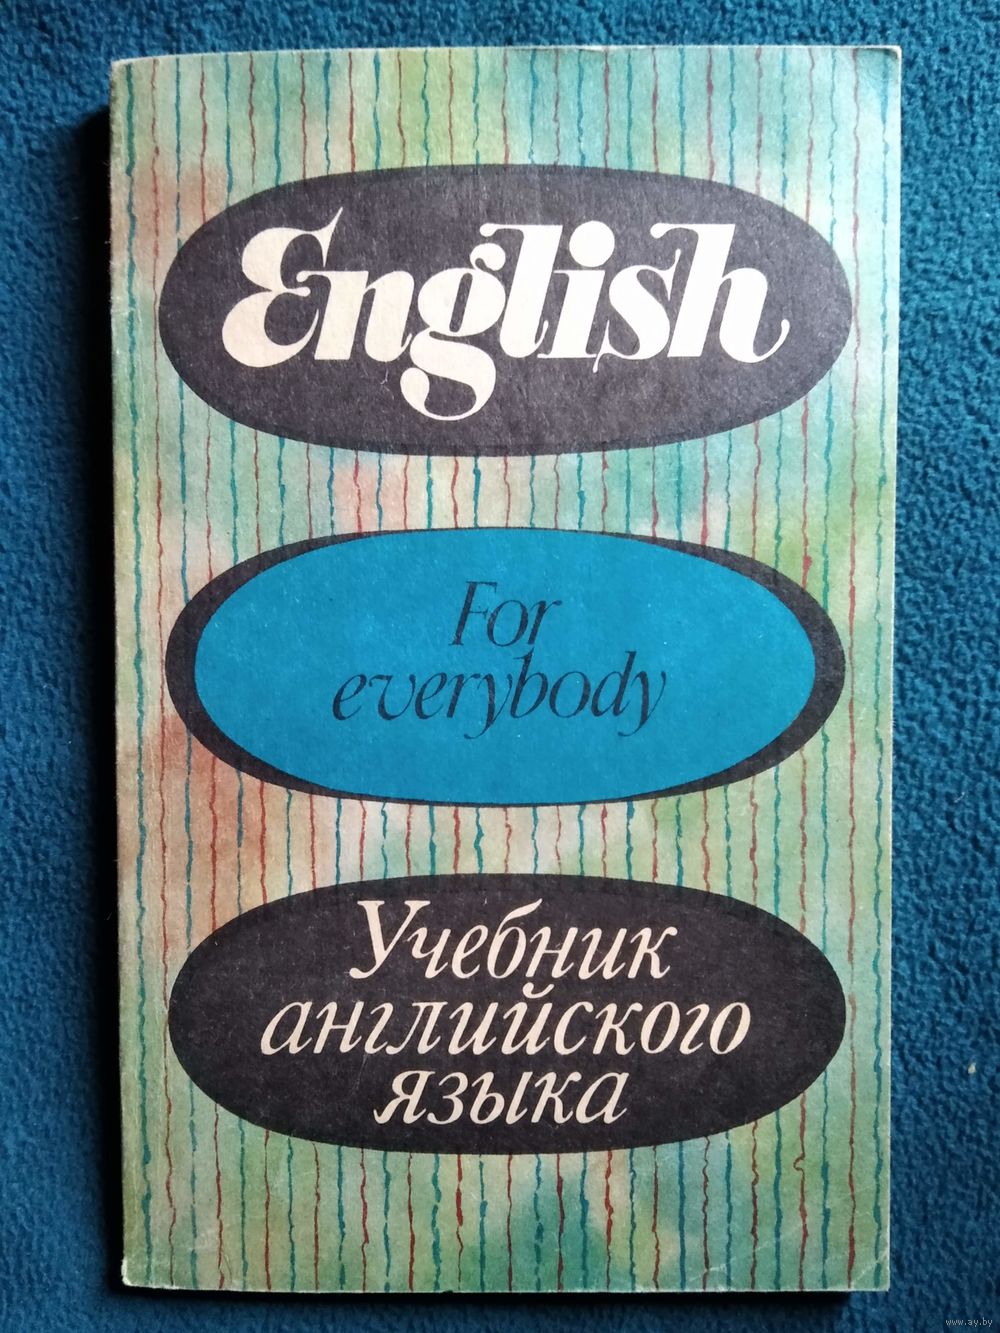 English
For
everybody
Учебник
английского
языка
www.ay.by